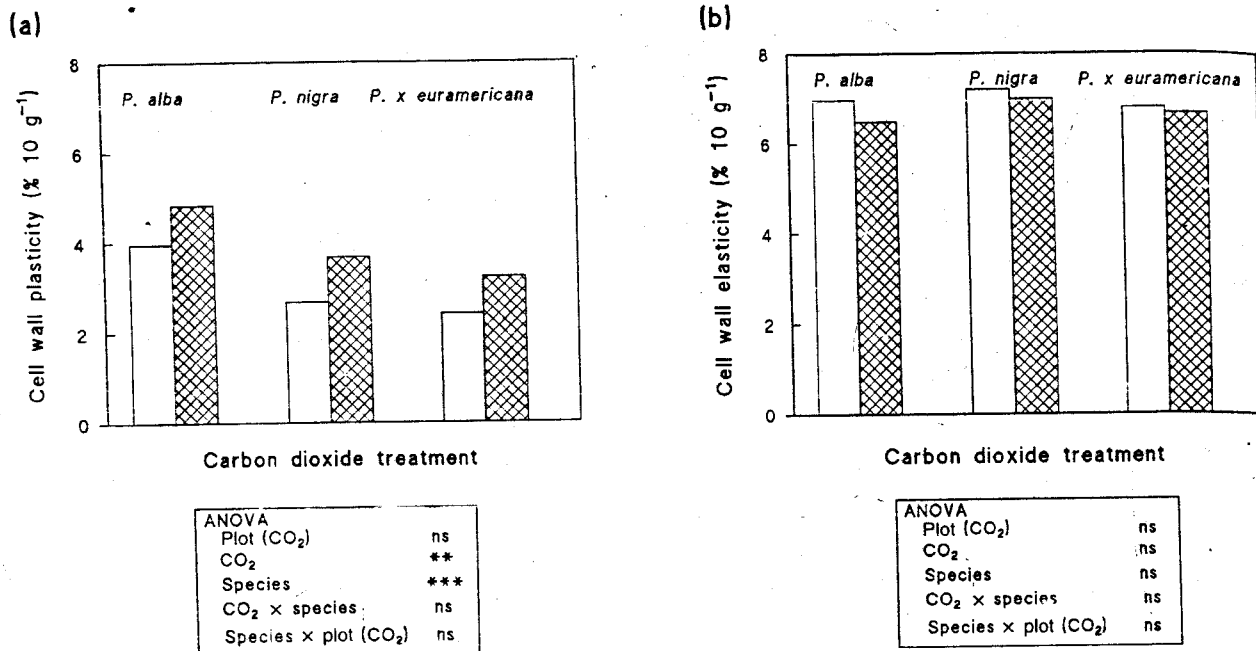 (a)
8
6
4
2
0
Cell wall plasticity (% 10 g⁻¹)
P. alba
P. nigra
P. x euramericana
Carbon dioxide treatment
ANOVA
Plot (CO₂) ns
CO₂ **
Species ***
CO₂ × species ns
Species × plot (CO₂) ns
(b)
8
6
4
2
0
Cell wall elasticity (% 10 g⁻¹)
P. alba
P. nigra
P. x euramericana
Carbon dioxide treatment
ANOVA
Plot (CO₂) ns
CO₂ ns
Species ns
CO₂ × species ns
Species × plot (CO₂) ns